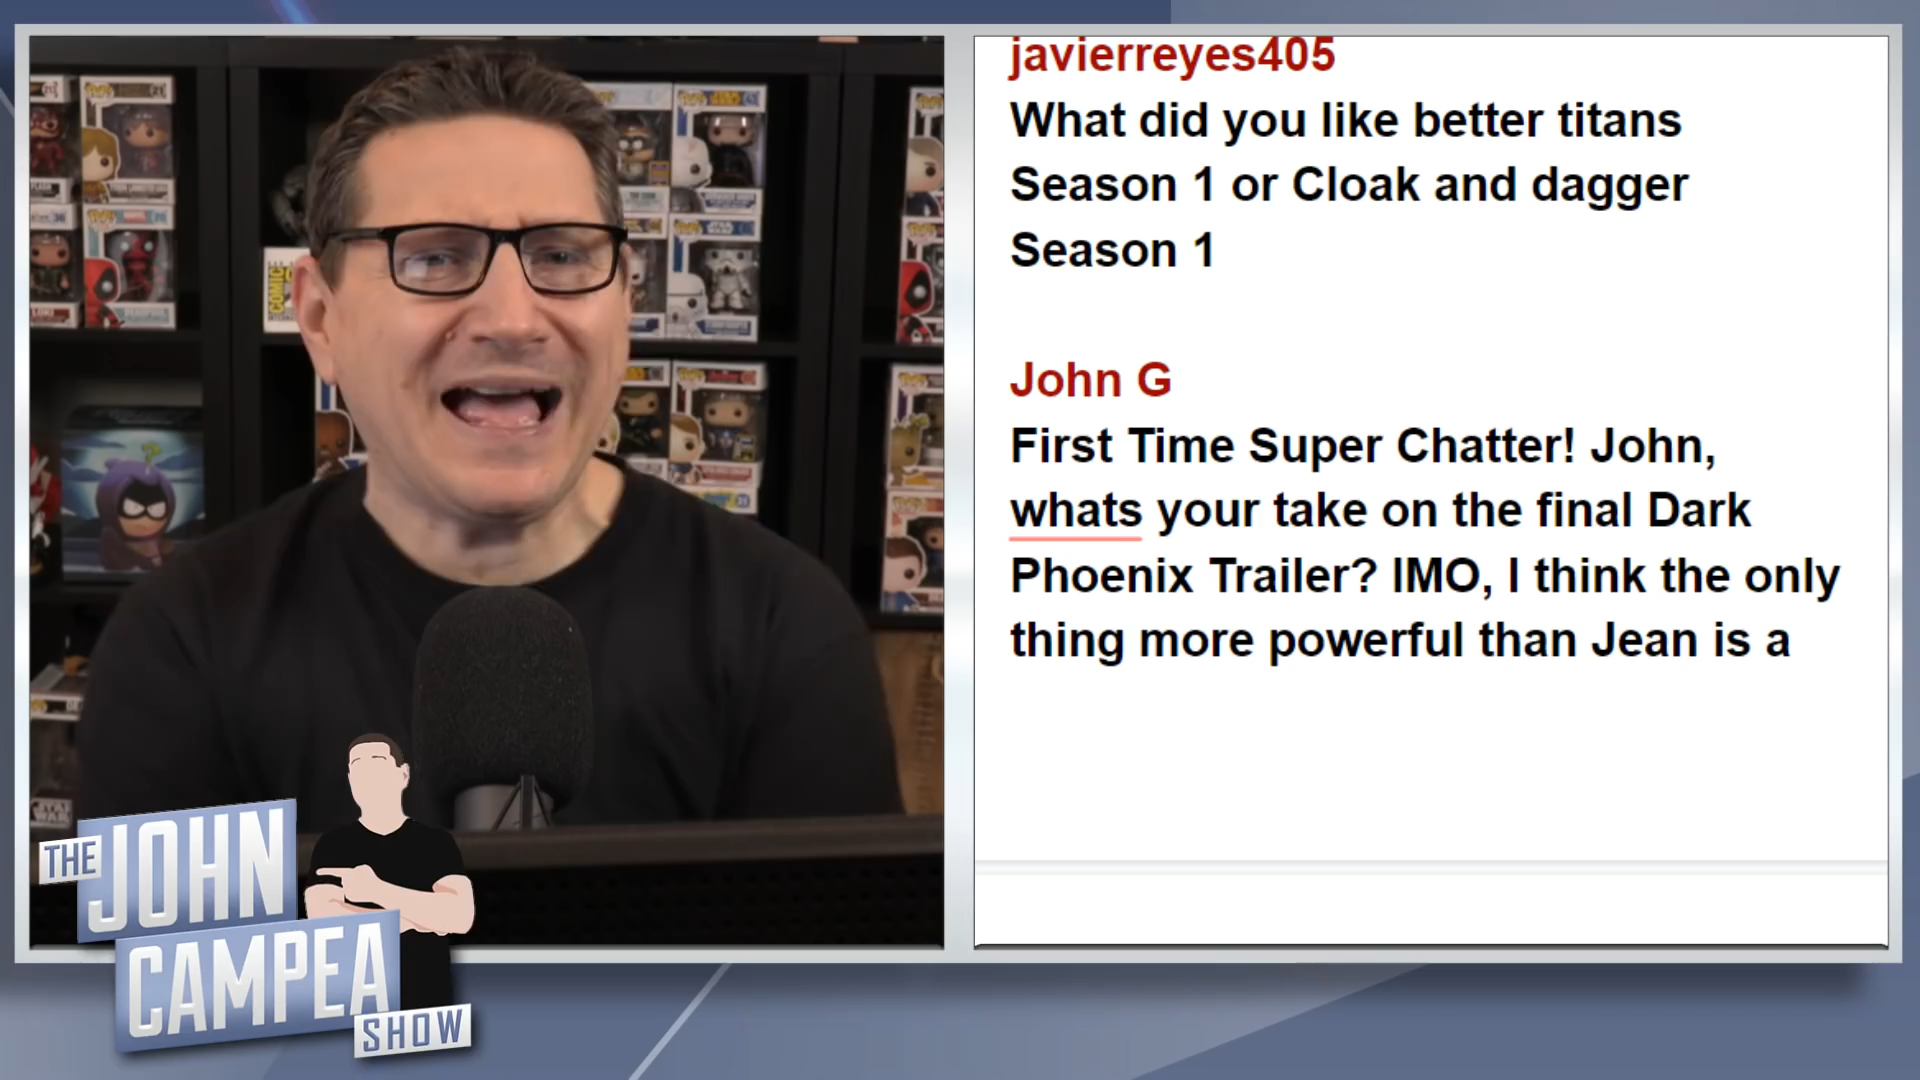 javierreyes405
What did you like better titans
Season 1 or Cloak and dagger
Season 1
John G
First Time Super Chatter! John,
whats your take on the final Dark
Phoenix Trailer? IMO, I think the only
thing more powerful than Jean is a
COMIC
THE
JOHN
CAMPEA
SHOW